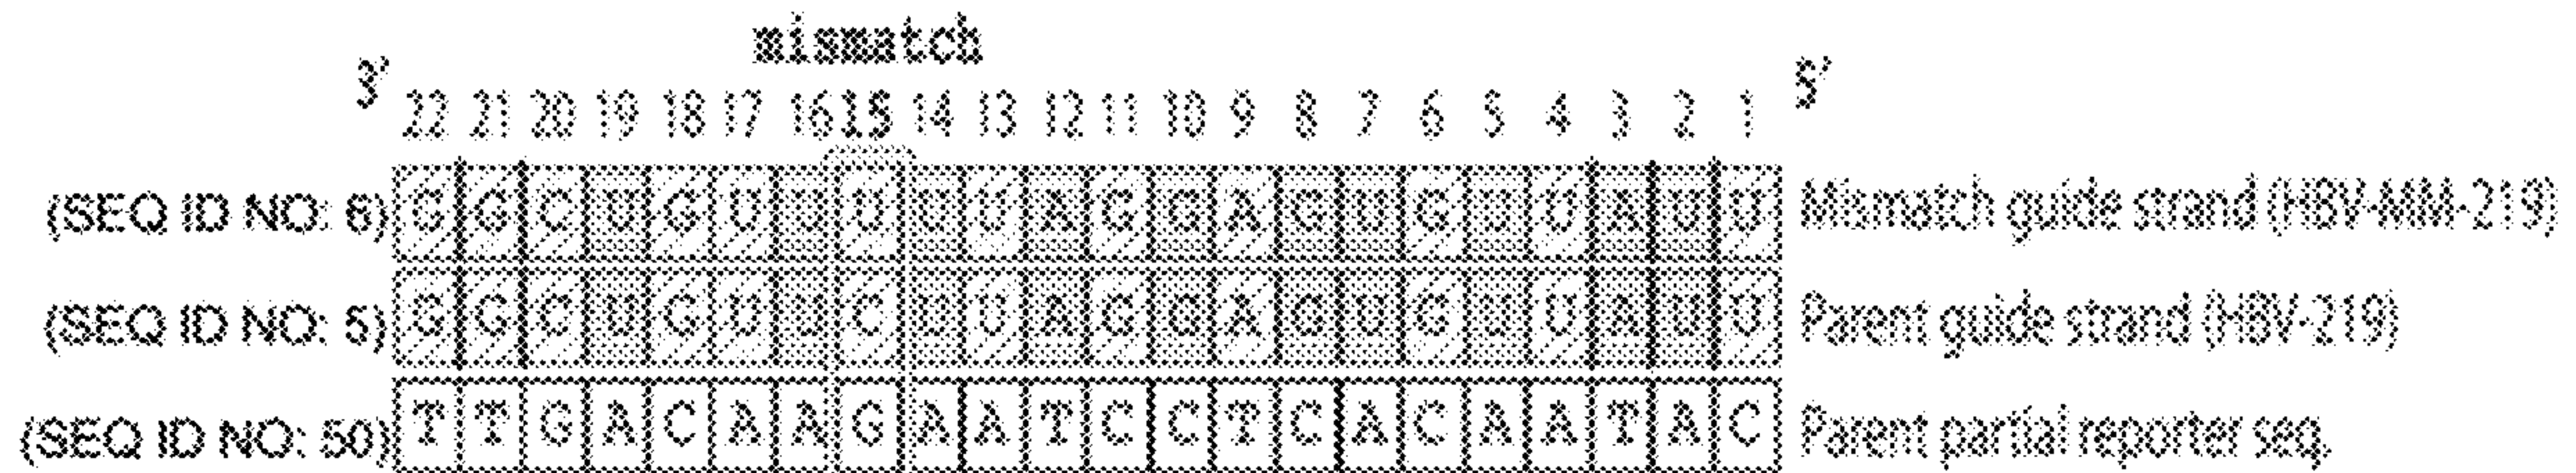 mismatch
3' 22 21 20 19 18 17 16 15 14 13 12 11 10 9 8 7 6 5 4 3 2 1 5'
(SEQ ID NO: 6) G G C U G U U U U U A G G A G U G U U A U U Mismatch guide strand (HBV-MM-219)
(SEQ ID NO: 5) G G C U G U U C U U A G G A G U G U U A U U Parent guide strand (HBV-219)
(SEQ ID NO: 50) T T G A C A A G A A T C C T C A C A A T A C Parent partial reporter seq.